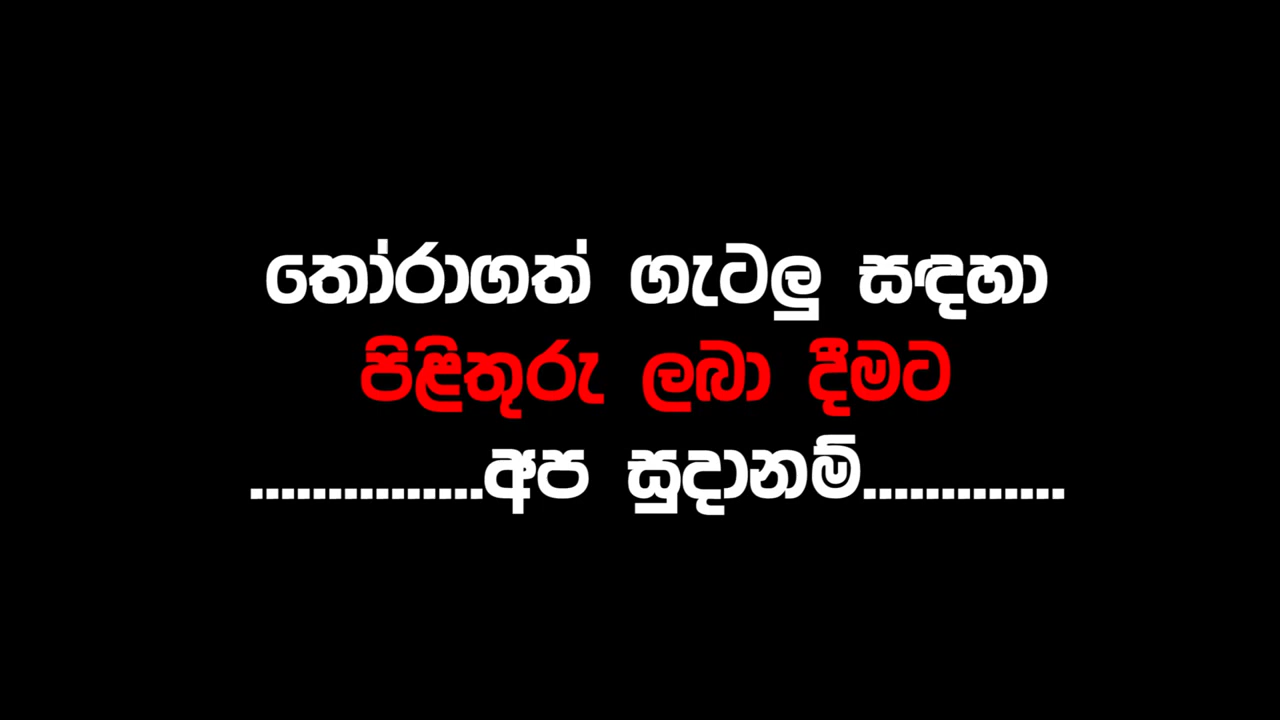 තෝරාගත් ගැටලු සඳහා
පිළිතුරු ලබා දීමට
...............අප සුදානම්.............